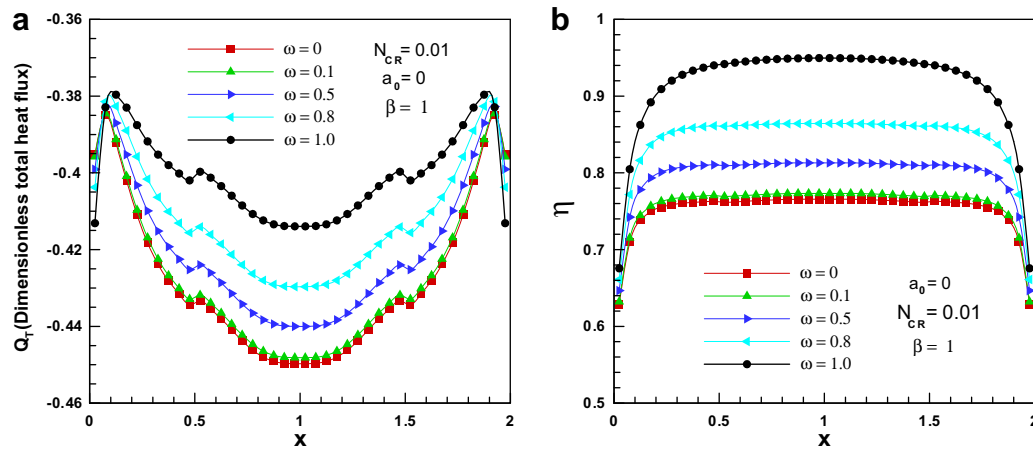 a
-0.36
-0.38
-0.4
-0.42
-0.44
-0.46
Q_T(Dimensionless total heat flux)
ω = 0
ω = 0.1
ω = 0.5
ω = 0.8
ω = 1.0
N_CR = 0.01
a_0 = 0
β = 1
0 0.5 1 1.5 2
x
b
1
0.9
0.8
0.7
0.6
0.5
η
ω = 0
ω = 0.1
ω = 0.5
ω = 0.8
ω = 1.0
a_0 = 0
N_CR = 0.01
β = 1
0 0.5 1 1.5 2
x